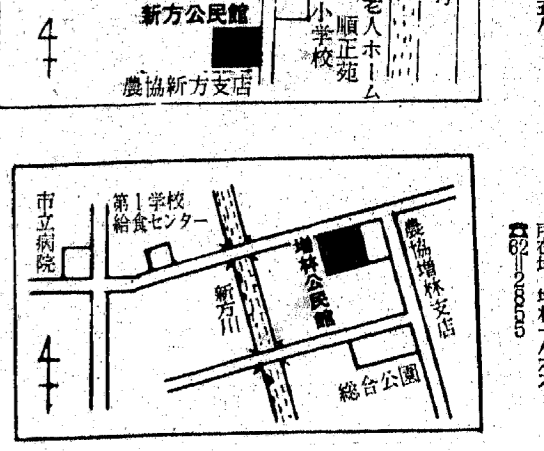 新方公民館
農協新方支店
小学校
順正苑
老人ホーム
市立病院
第1学校
給食センター
新方川
増林公民館
農協増林支店
総合公園
☎62―2855